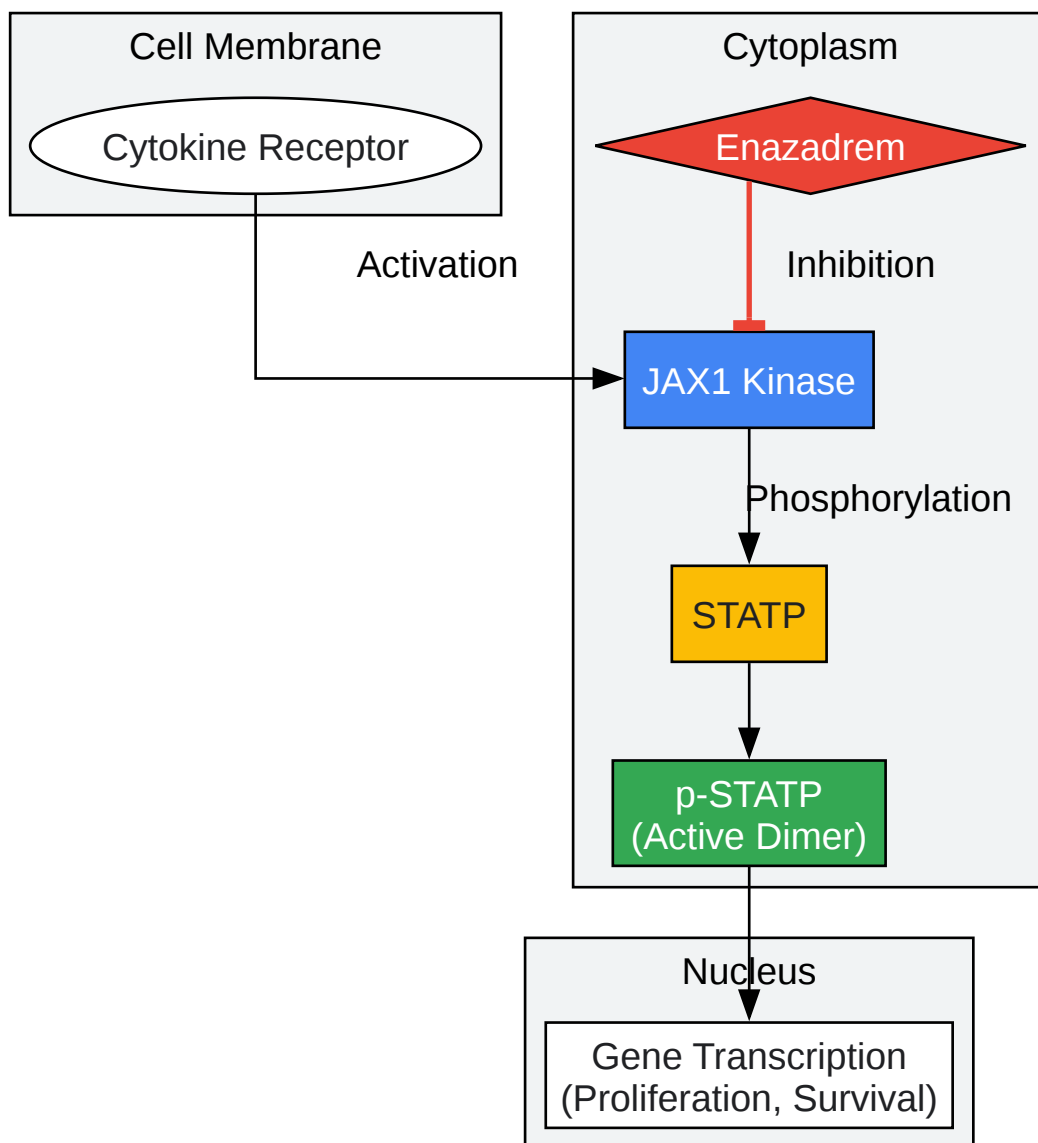 Cell Membrane
Cytokine Receptor
Activation
Cytoplasm
Enazadrem
Inhibition
JAX1 Kinase
Phosphorylation
STATP
p-STATP
(Active Dimer)
Nucleus
Gene Transcription
(Proliferation, Survival)